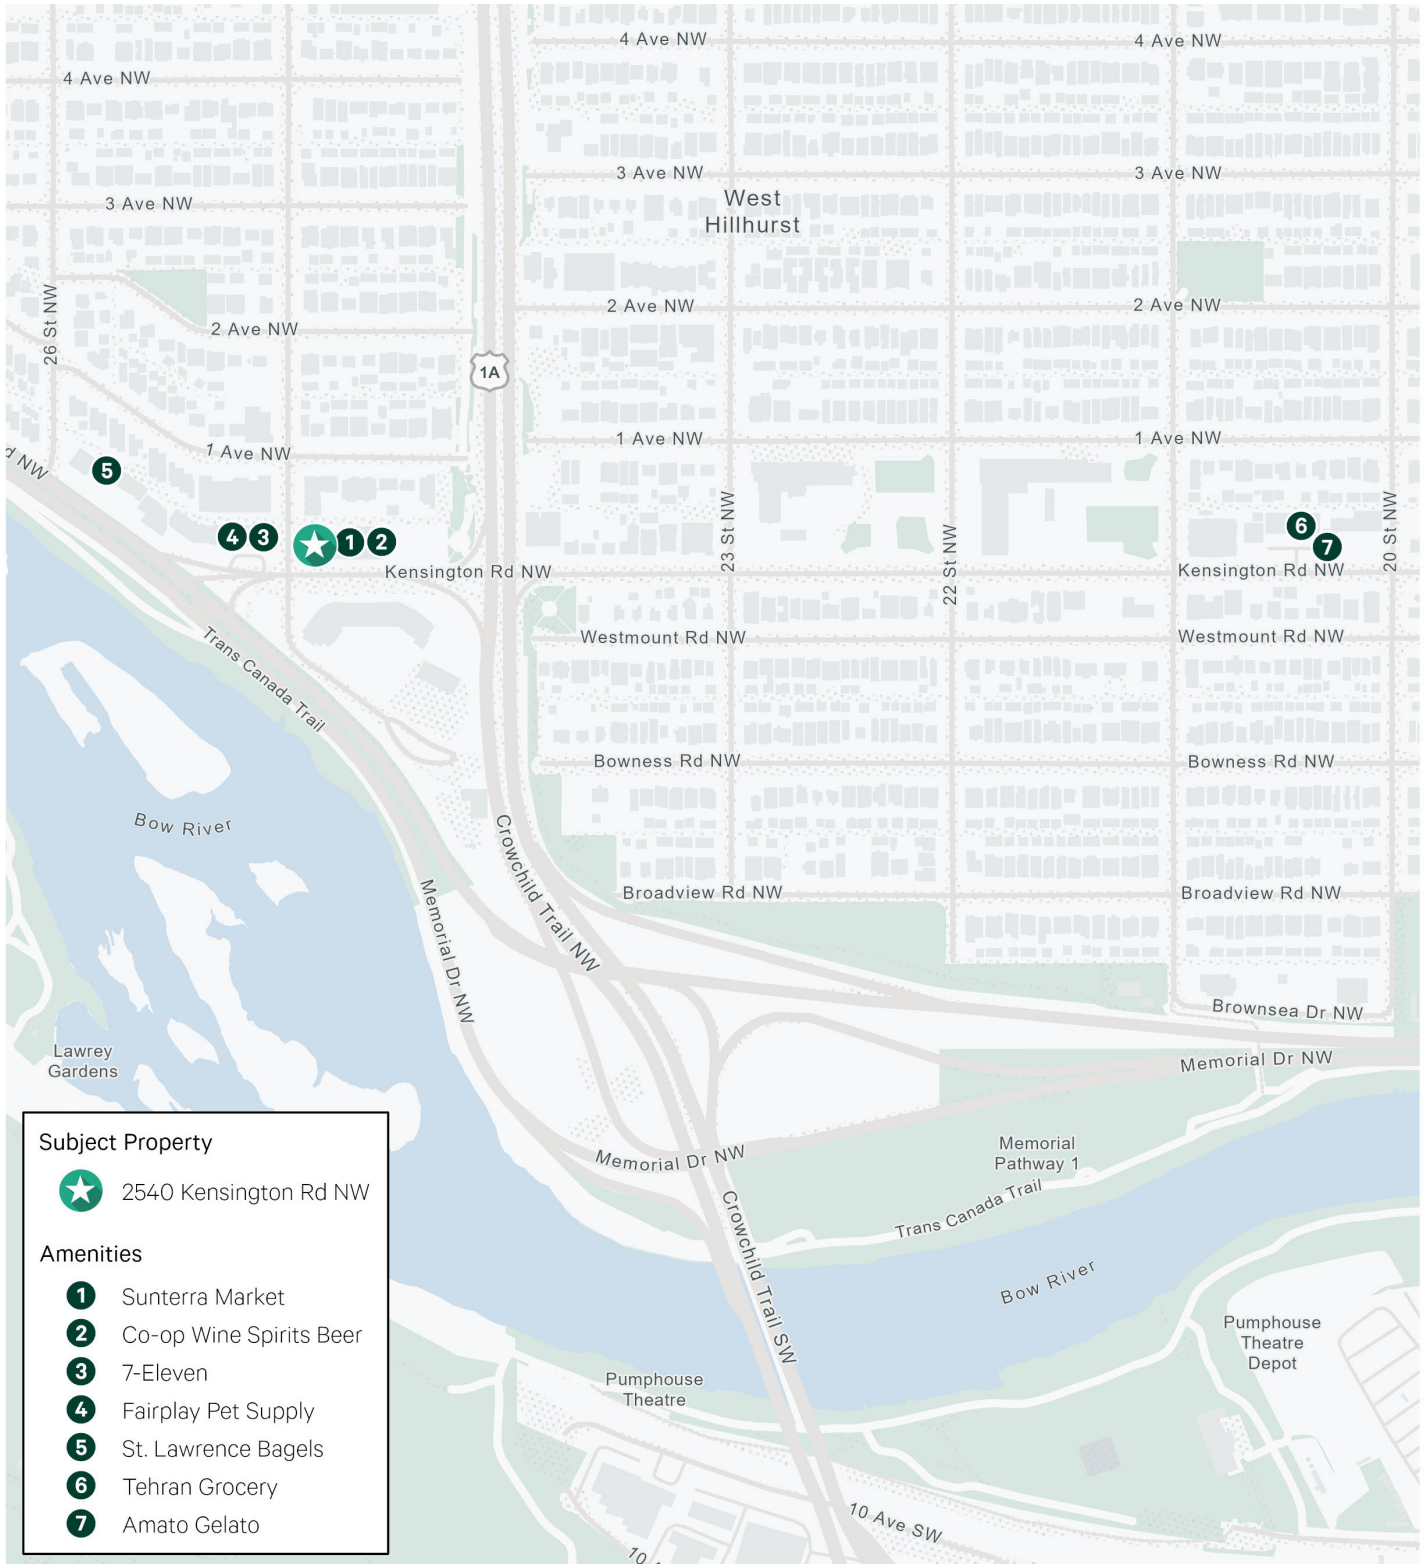 4 Ave NW
4 Ave NW
4 Ave NW
3 Ave NW
3 Ave NW
3 Ave NW
West
Hillhurst
26 St NW
2 Ave NW
2 Ave NW
2 Ave NW
1A
1 Ave NW
1 Ave NW
1 Ave NW
d NW
5
4
3
1
2
6
7
23 St NW
22 St NW
20 St NW
Kensington Rd NW
Kensington Rd NW
Westmount Rd NW
Westmount Rd NW
Trans Canada Trail
Bowness Rd NW
Bowness Rd NW
Bow River
Crowchild Trail NW
Memorial Dr NW
Broadview Rd NW
Broadview Rd NW
Brownsea Dr NW
Lawrey
Gardens
Memorial Dr NW
Memorial Dr NW
Memorial
Pathway 1
Trans Canada Trail
Crowchild Trail SW
Bow River
Pumphouse
Theatre
Depot
Pumphouse
Theatre
10 Ave SW
10
Subject Property
2540 Kensington Rd NW
Amenities
1 Sunterra Market
2 Co-op Wine Spirits Beer
3 7-Eleven
4 Fairplay Pet Supply
5 St. Lawrence Bagels
6 Tehran Grocery
7 Amato Gelato